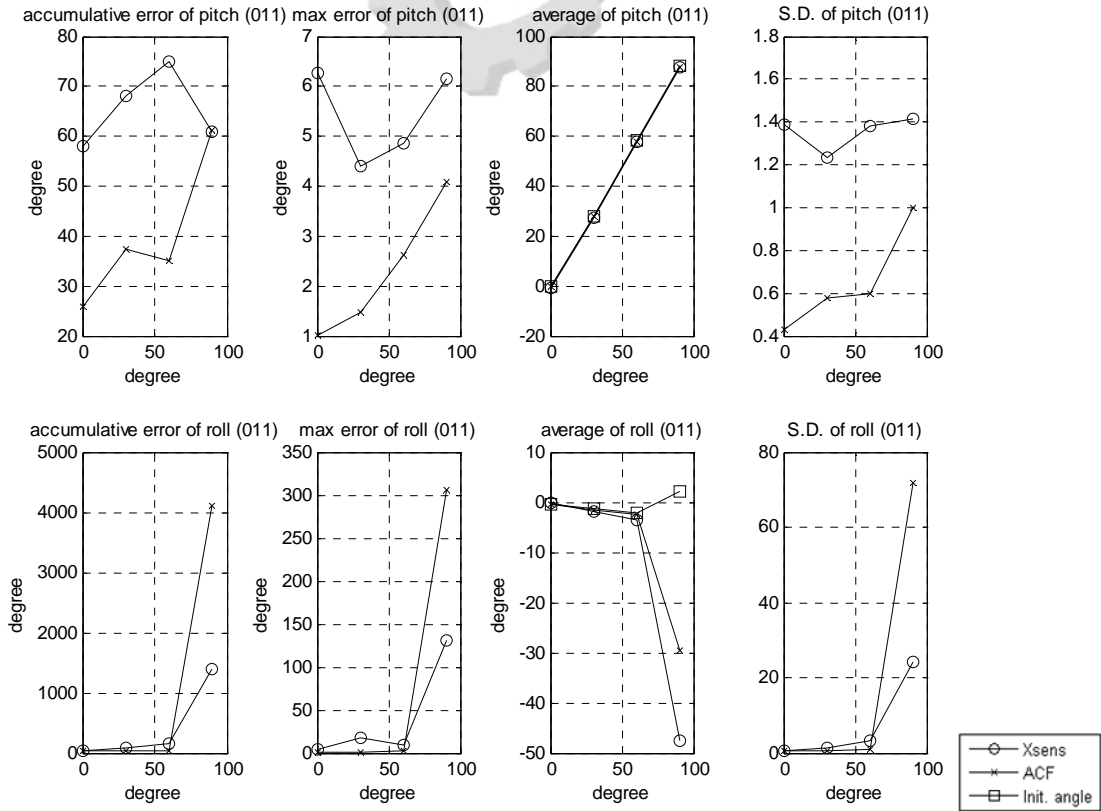 accumulative error of pitch (011)
max error of pitch (011)
average of pitch (011)
S.D. of pitch (011)
80
70
60
50
40
30
20
degree
0
50
100
degree
7
6
5
4
3
2
1
degree
0
50
100
degree
100
80
60
40
20
0
-20
degree
0
50
100
degree
1.8
1.6
1.4
1.2
1
0.8
0.6
0.4
degree
0
50
100
degree
accumulative error of roll (011)
max error of roll (011)
average of roll (011)
S.D. of roll (011)
5000
4000
3000
2000
1000
0
degree
0
50
100
degree
350
300
250
200
150
100
50
0
degree
0
50
100
degree
10
0
-10
-20
-30
-40
-50
degree
0
50
100
degree
80
60
40
20
0
degree
0
50
100
degree
Xsens
ACF
Init. angle